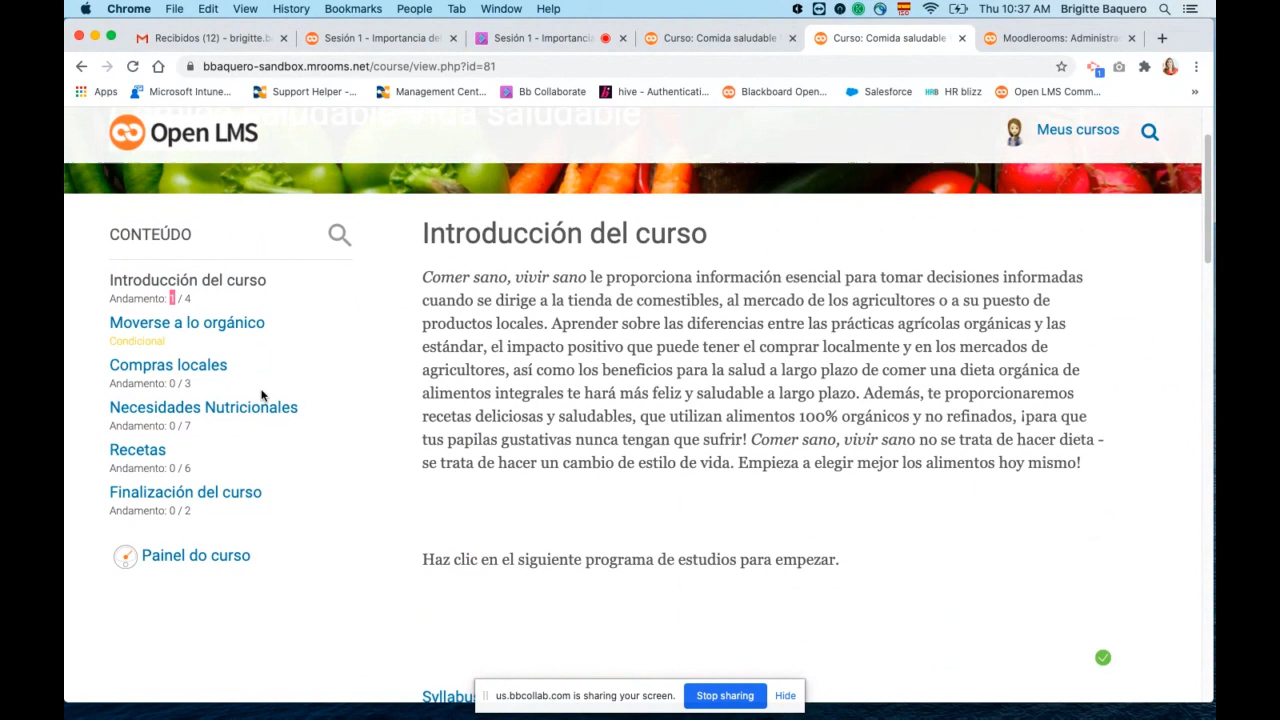 Chrome File Edit View History Bookmarks People Tab Window Help
ISO
Thu 10:37 AM Brigitte Baquero
Recibidos (12) - brigitte.b
Sesión 1 - Importancia de
Sesión 1 - Importancia
Curso: Comida saludable
Curso: Comida saludable
Moodlerooms: Administra
bbaquero-sandbox.mrooms.net/course/view.php?id=81
1
Apps
Microsoft Intune...
Support Helper -...
Management Cent...
Bb Collaborate
hive - Authenticati...
Blackboard Open...
Salesforce
HRB HR blizz
Open LMS Comm...
»
saludable
Open LMS
Meus cursos
CONTEÚDO
Introducción del curso
Andamento: 1 / 4
Moverse a lo orgánico
Condicional
Compras locales
Andamento: 0 / 3
Necesidades Nutricionales
Andamento: 0 / 7
Recetas
Andamento: 0 / 6
Finalización del curso
Andamento: 0 / 2
Painel do curso
Introducción del curso
Comer sano, vivir sano le proporciona información esencial para tomar decisiones informadas
cuando se dirige a la tienda de comestibles, al mercado de los agricultores o a su puesto de
productos locales. Aprender sobre las diferencias entre las prácticas agrícolas orgánicas y las
estándar, el impacto positivo que puede tener el comprar localmente y en los mercados de
agricultores, así como los beneficios para la salud a largo plazo de comer una dieta orgánica de
alimentos integrales te hará más feliz y saludable a largo plazo. Además, te proporcionaremos
recetas deliciosas y saludables, que utilizan alimentos 100% orgánicos y no refinados, ¡para que
tus papilas gustativas nunca tengan que sufrir! Comer sano, vivir sano no se trata de hacer dieta -
se trata de hacer un cambio de estilo de vida. Empieza a elegir mejor los alimentos hoy mismo!
Haz clic en el siguiente programa de estudios para empezar.
Syllabu
us.bbcollab.com is sharing your screen.
Stop sharing
Hide